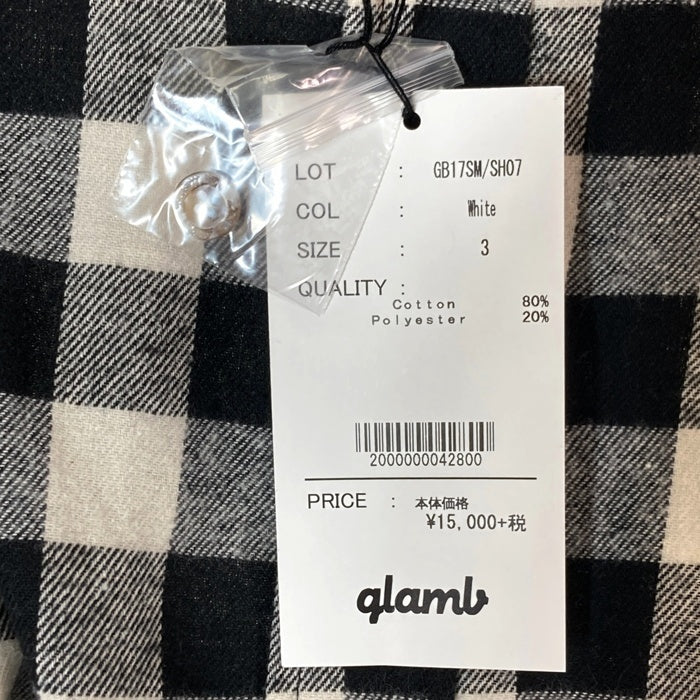 LOT : GB17SM/SH07
COL : White
SIZE : 3
QUALITY :
Cotton 80%
Polyester 20%
2000000042800
PRICE : 本体価格
¥15,000+税
glamb